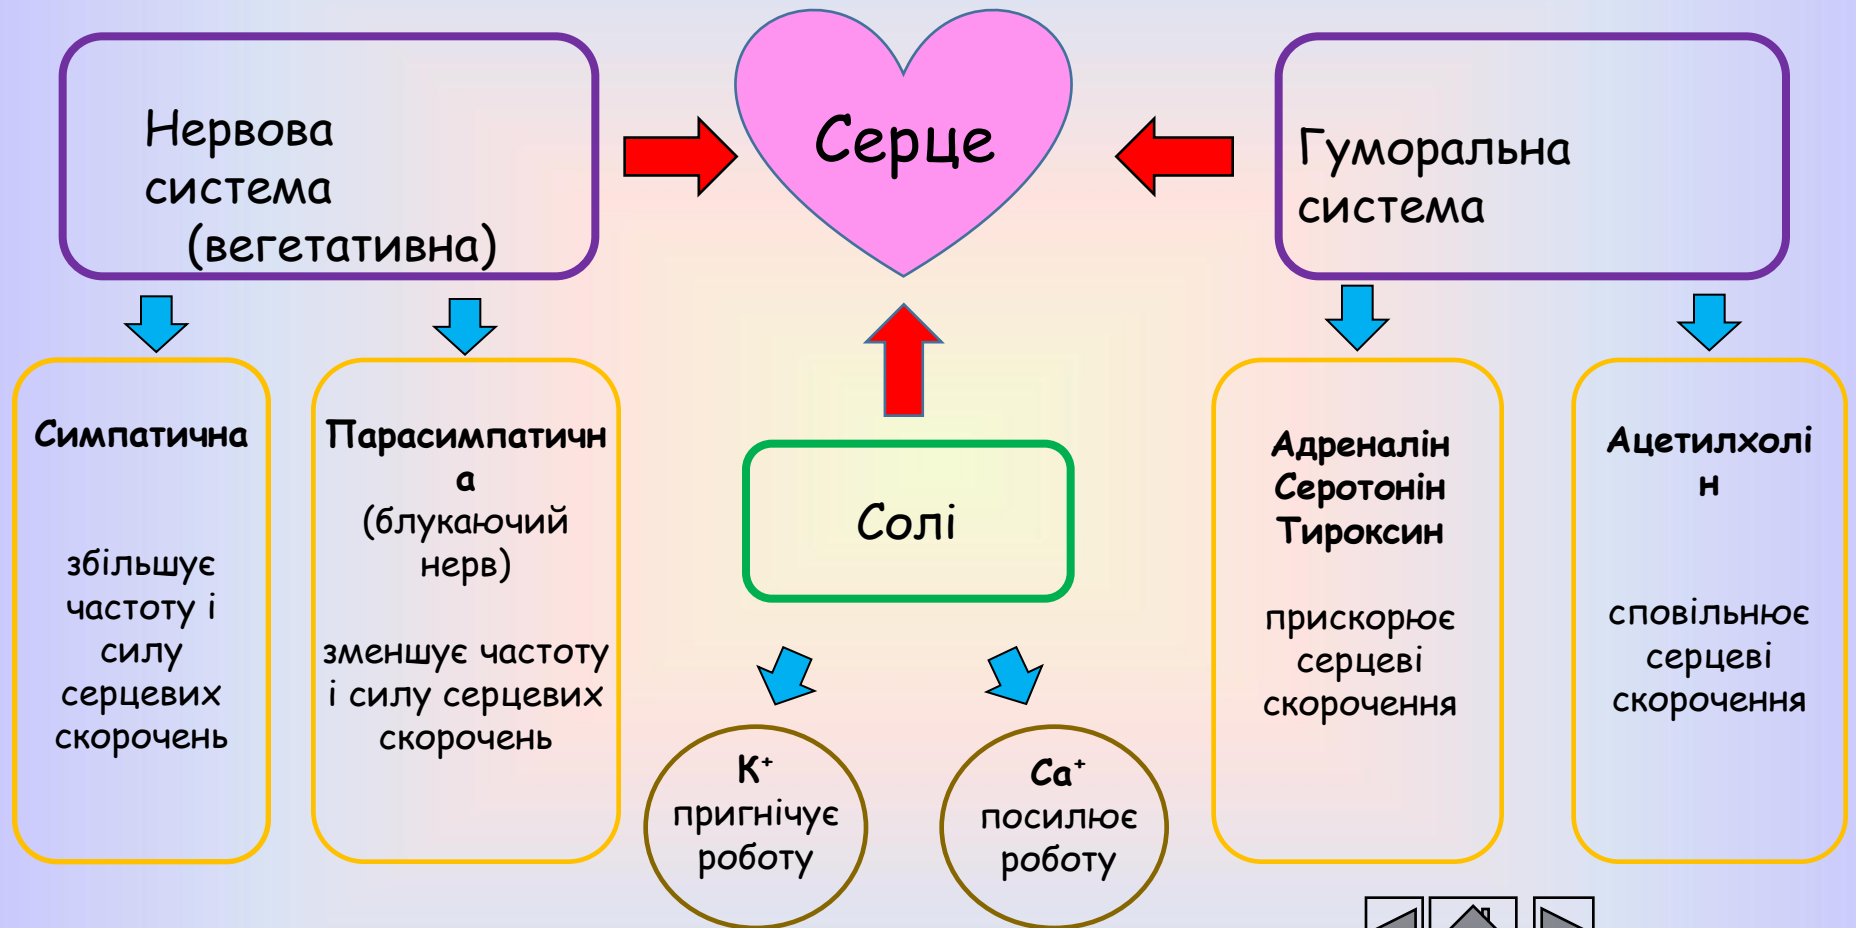 Нервова
система
(вегетативна)
Серце
Гуморальна
система
Симпатична
збільшує
частоту і
силу
серцевих
скорочень
Парасимпатичн
а
(блукаючий
нерв)
зменшує частоту
і силу серцевих
скорочень
Солі
К⁺
пригнічує
роботу
Са⁺
посилює
роботу
Адреналін
Серотонін
Тироксин
прискорює
серцеві
скорочення
Ацетилхолі
н
сповільнює
серцеві
скорочення